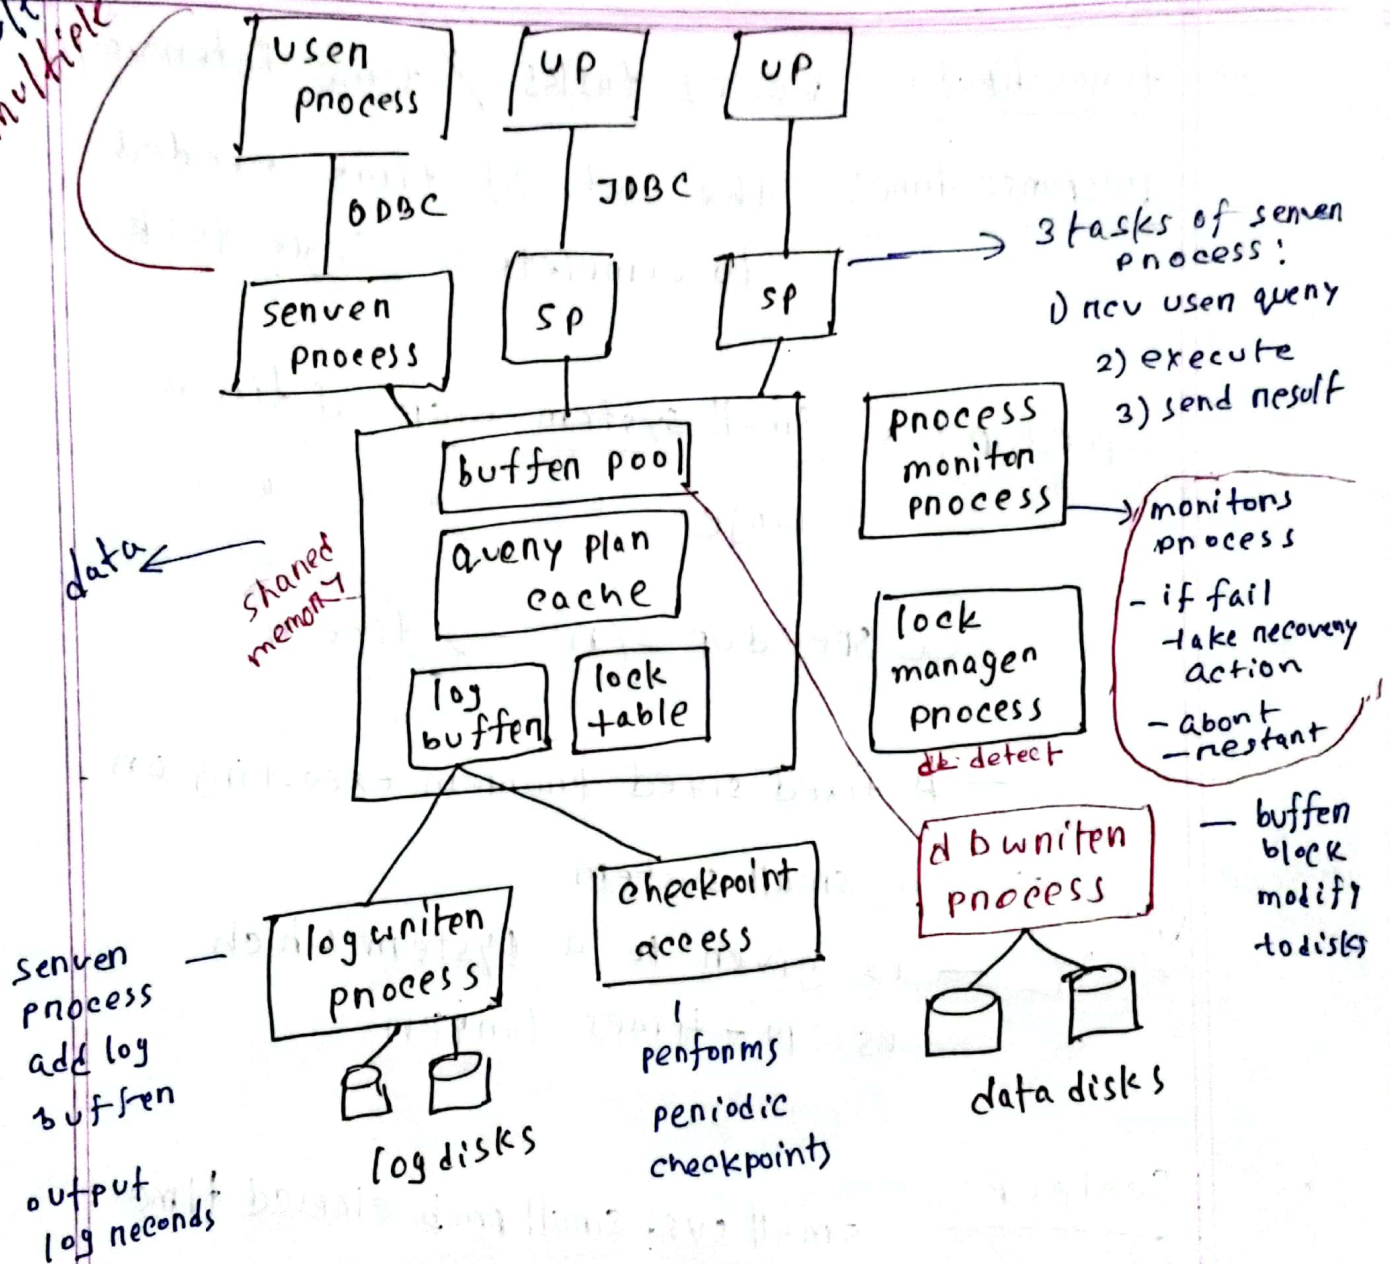 multiple
user
process
up
up
ODBC
JDBC
server
process
sp
sp
3 tasks of server
process:
1) rcv user query
2) execute
3) send result
buffer pool
query plan
cache
log
buffer
lock
table
shared
memory
data
process
monitor
process
monitors
process
- if fail
take recovery
action
- abort
- restart
lock
manager
process
detect
db writer
process
- buffer
block
modify
to disks
data disks
log writer
process
checkpoint
access
server
process
add log
buffer
output
log records
log disks
performs
periodic
checkpoints